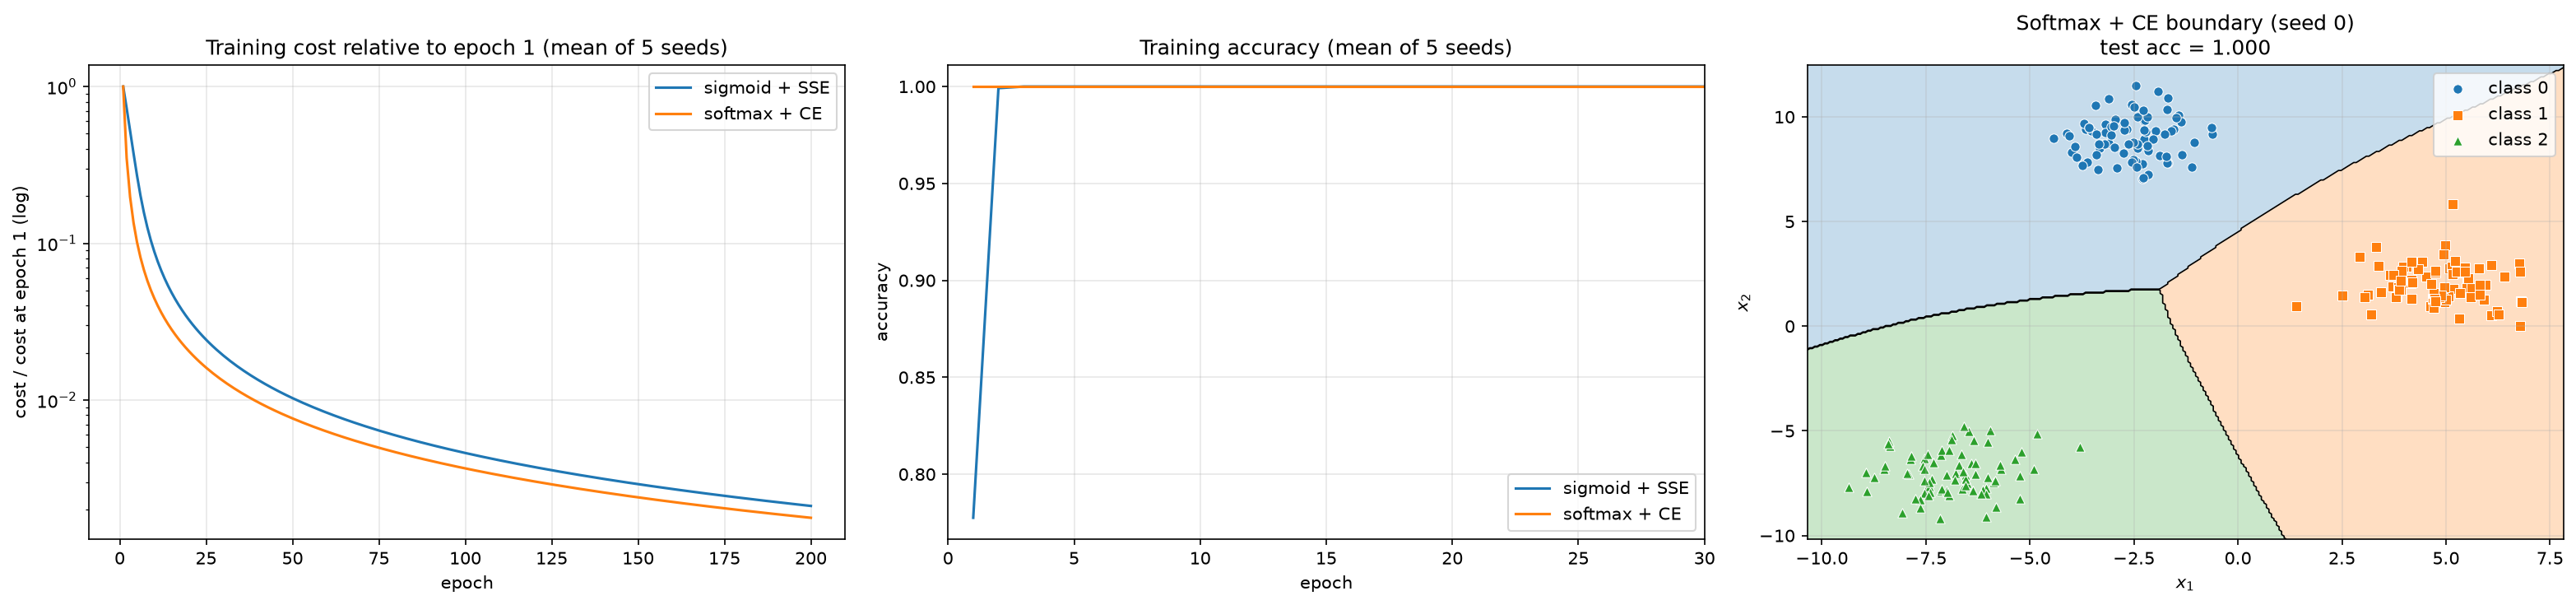 Training cost relative to epoch 1 (mean of 5 seeds)
cost / cost at epoch 1 (log)
10⁰
10⁻¹
10⁻²
sigmoid + SSE
softmax + CE
0 25 50 75 100 125 150 175 200
epoch
Training accuracy (mean of 5 seeds)
accuracy
1.00
0.95
0.90
0.85
0.80
sigmoid + SSE
softmax + CE
0 5 10 15 20 25 30
epoch
Softmax + CE boundary (seed 0)
test acc = 1.000
x₂
10
5
0
−5
−10
class 0
class 1
class 2
−10.0 −7.5 −5.0 −2.5 0.0 2.5 5.0 7.5
x₁